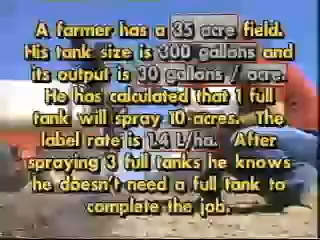 A farmer has a 35 acre field.
His tank size is 300 gallons and
its output is 30 gallons / acre.
He has calculated that 1 full
tank will spray 10 acres. The
label rate is 1.4 L/ha. After
spraying 3 full tanks he knows
he doesn't need a full tank to
complete the job.